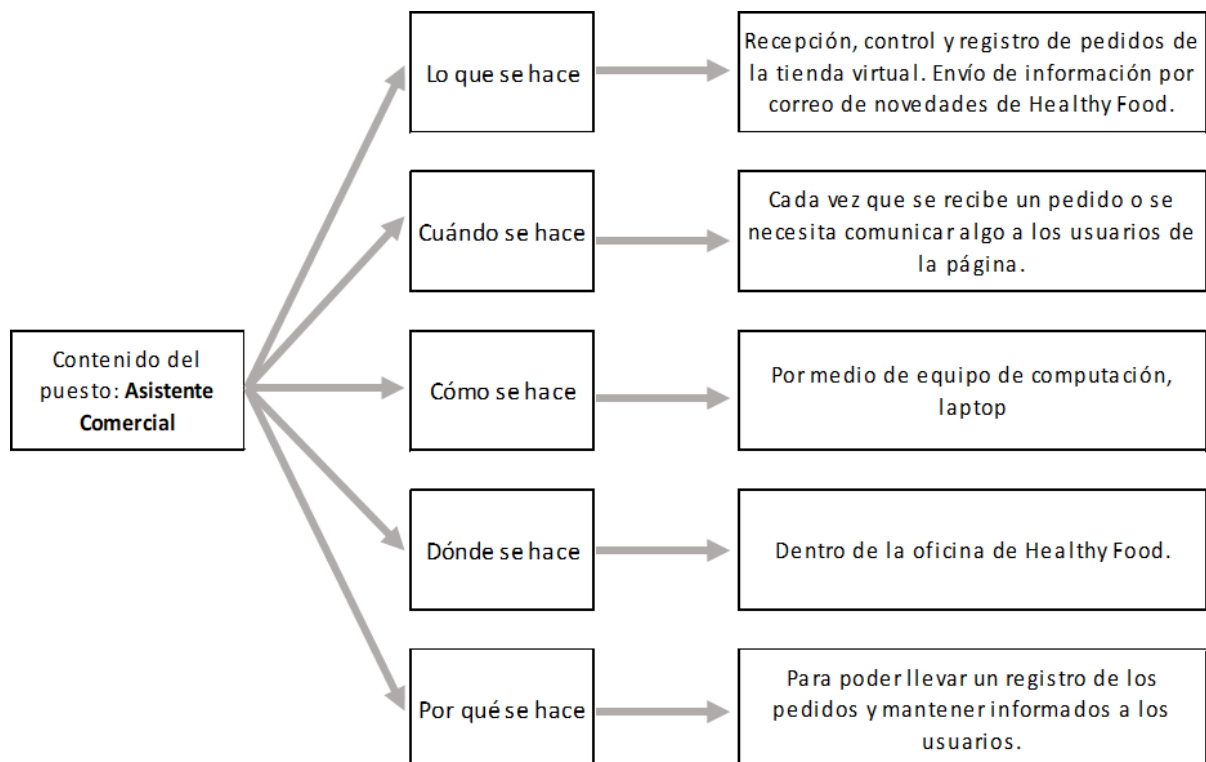 Lo que se hace
Recepción, control y registro de pedidos de
la tienda virtual. Envío de información por
correo de novedades de Healthy Food.
Cuándo se hace
Cada vez que se recibe un pedido o se
necesita comunicar algo a los usuarios de
la página.
Contenido del
puesto: Asistente
Comercial
Cómo se hace
Por medio de equipo de computación,
laptop
Dónde se hace
Dentro de la oficina de Healthy Food.
Por qué se hace
Para poder llevar un registro de los
pedidos y mantener informados a los
usuarios.